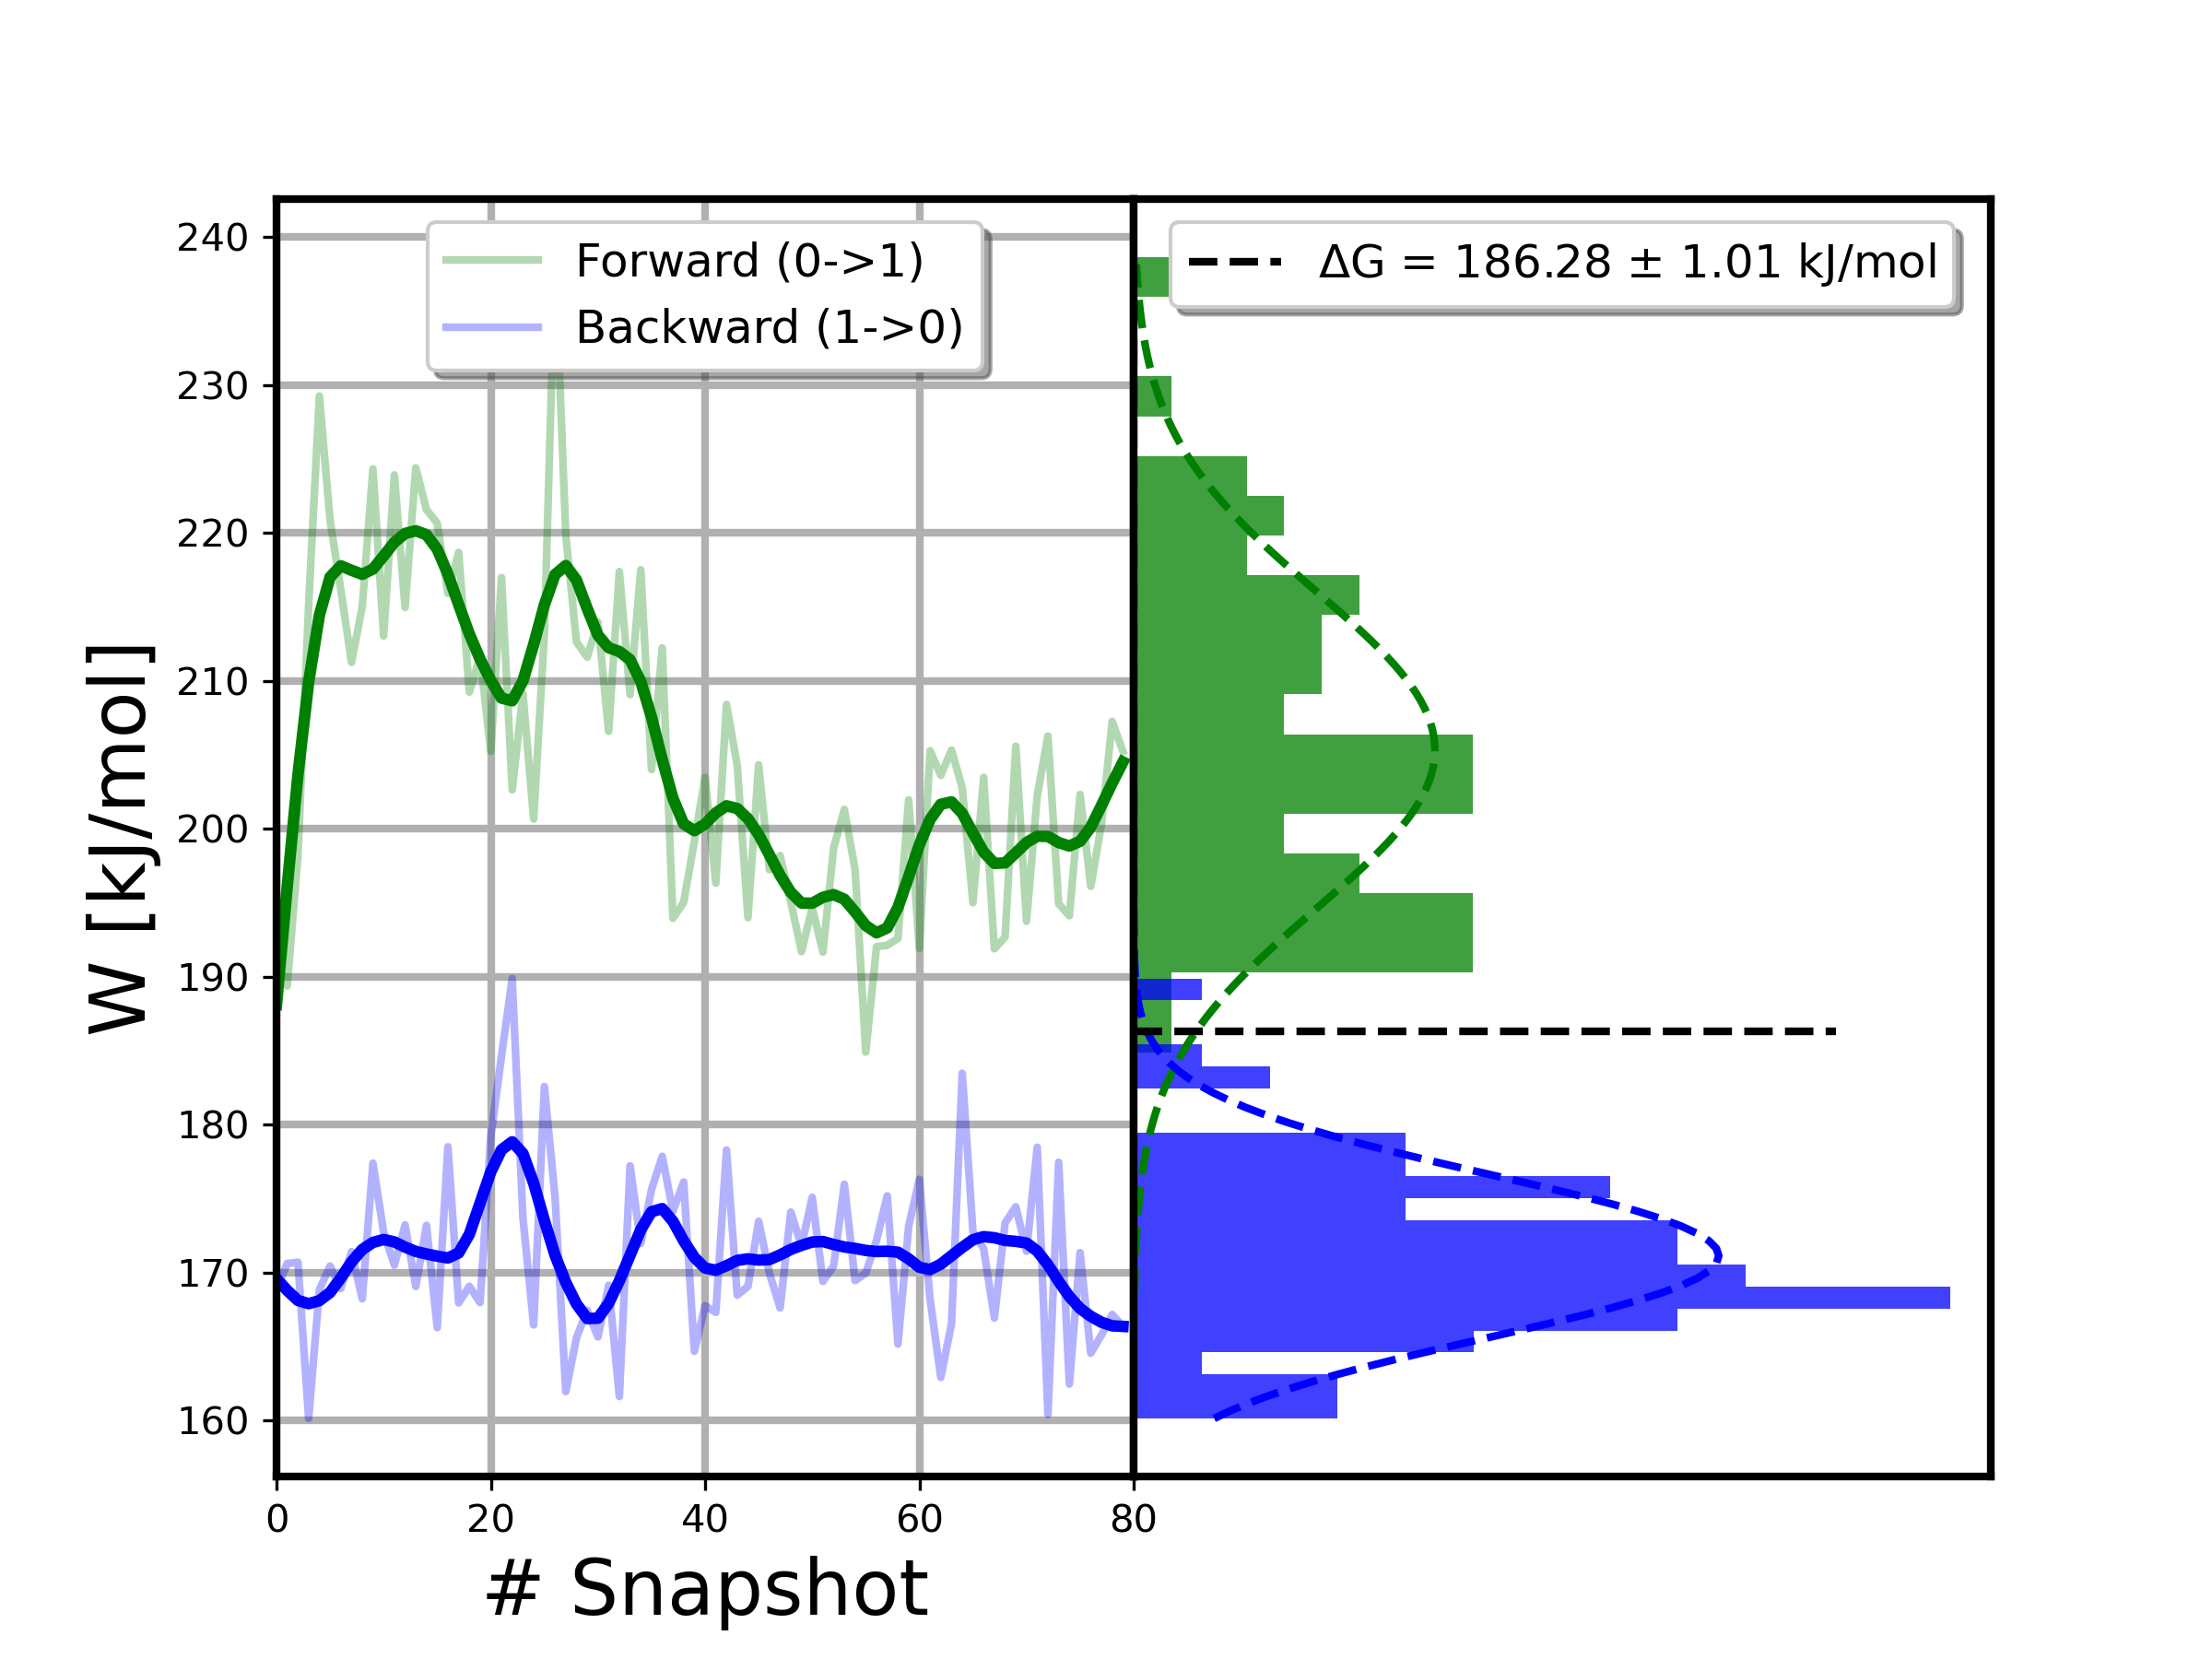 Forward (0->1)
Backward (1->0)
ΔG = 186.28 ± 1.01 kJ/mol
W [kJ/mol]
240
230
220
210
200
190
180
170
160
0 20 40 60 80
# Snapshot